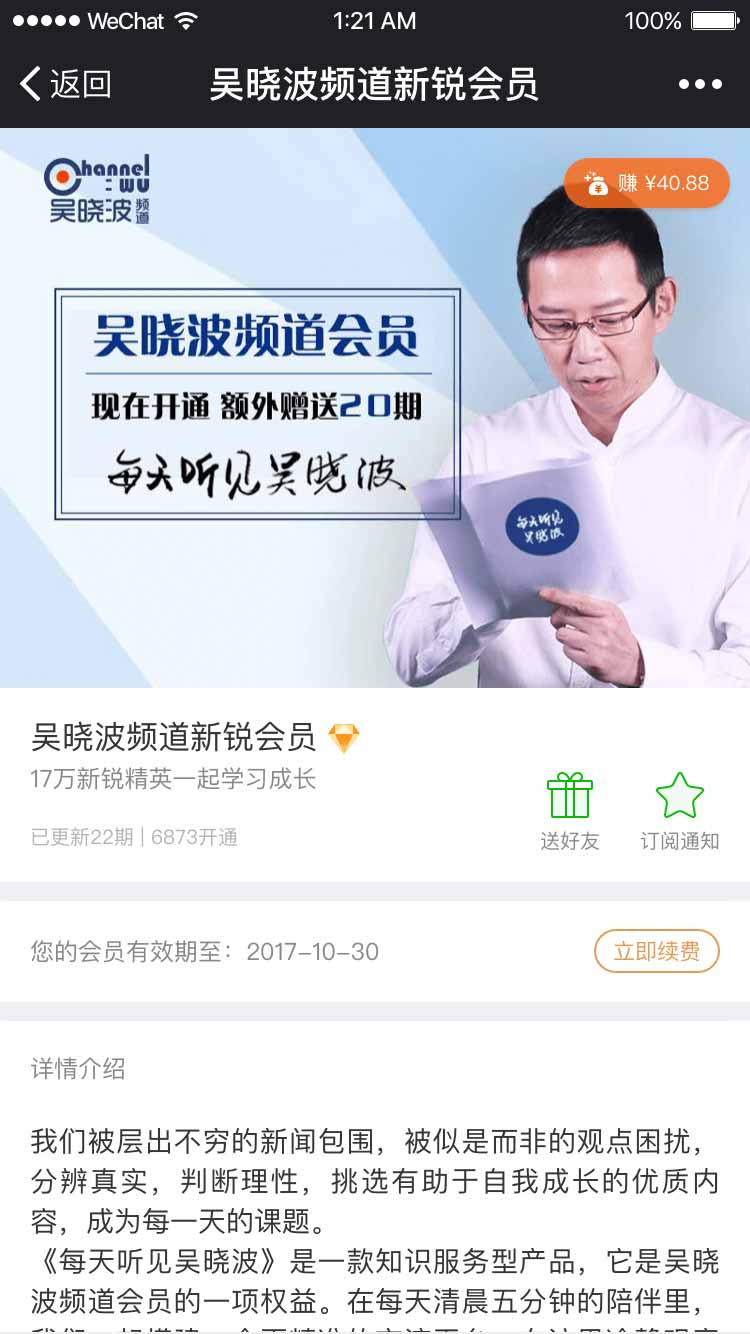 WeChat 1:21 AM 100%
返回 吴晓波频道新锐会员
Channel
WU
吴晓波频道
赚 ¥40.88
吴晓波频道会员
现在开通 额外赠送20期
每天听见吴晓波
每天听见
吴晓波
吴晓波频道新锐会员
17万新锐精英一起学习成长
已更新22期 | 6873开通
送好友 订阅通知
您的会员有效期至：2017-10-30 立即续费
详情介绍
我们被层出不穷的新闻包围，被似是而非的观点困扰，
分辨真实，判断理性，挑选有助于自我成长的优质内
容，成为每一天的课题。
《每天听见吴晓波》是一款知识服务型产品，它是吴晓
波频道会员的一项权益。在每天清晨五分钟的陪伴里，